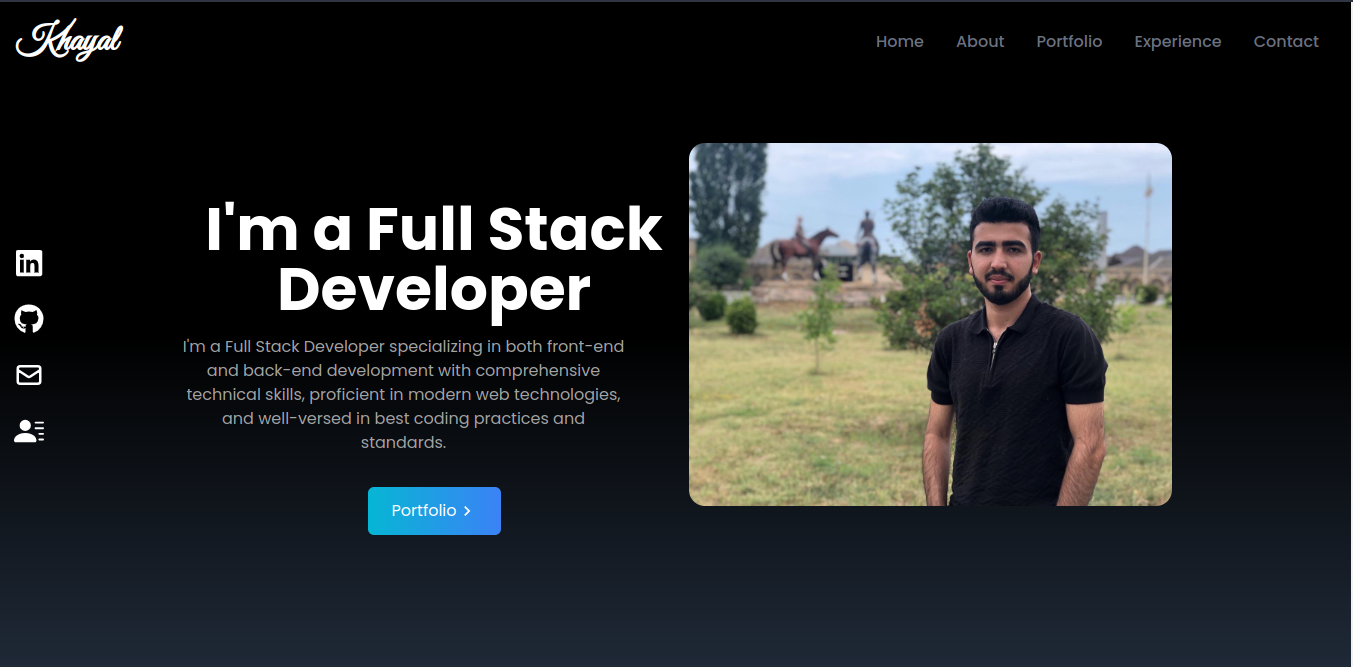 Khayal
Home About Portfolio Experience Contact
I'm a Full Stack
Developer
I'm a Full Stack Developer specializing in both front-end
and back-end development with comprehensive
technical skills, proficient in modern web technologies,
and well-versed in best coding practices and
standards.
Portfolio